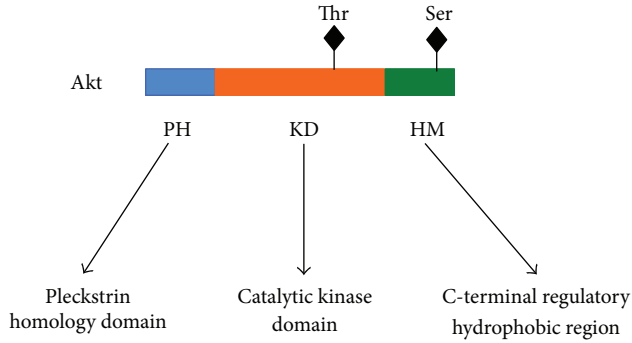 Thr
Ser
Akt
PH
KD
HM
Pleckstrin
homology domain
Catalytic kinase
domain
C-terminal regulatory
hydrophobic region